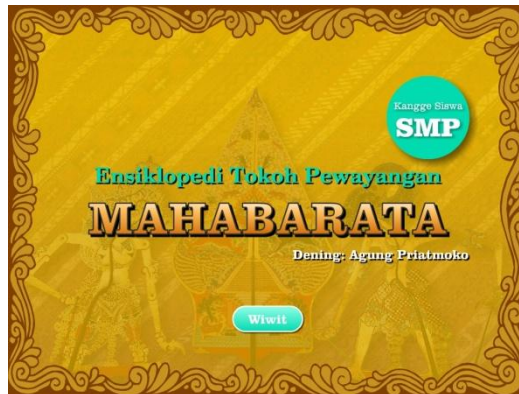 Kangge Siswa
SMP
Ensiklopedi Tokoh Pewayangan
MAHABARATA
Dening: Agung Priatmoko
Wiwit